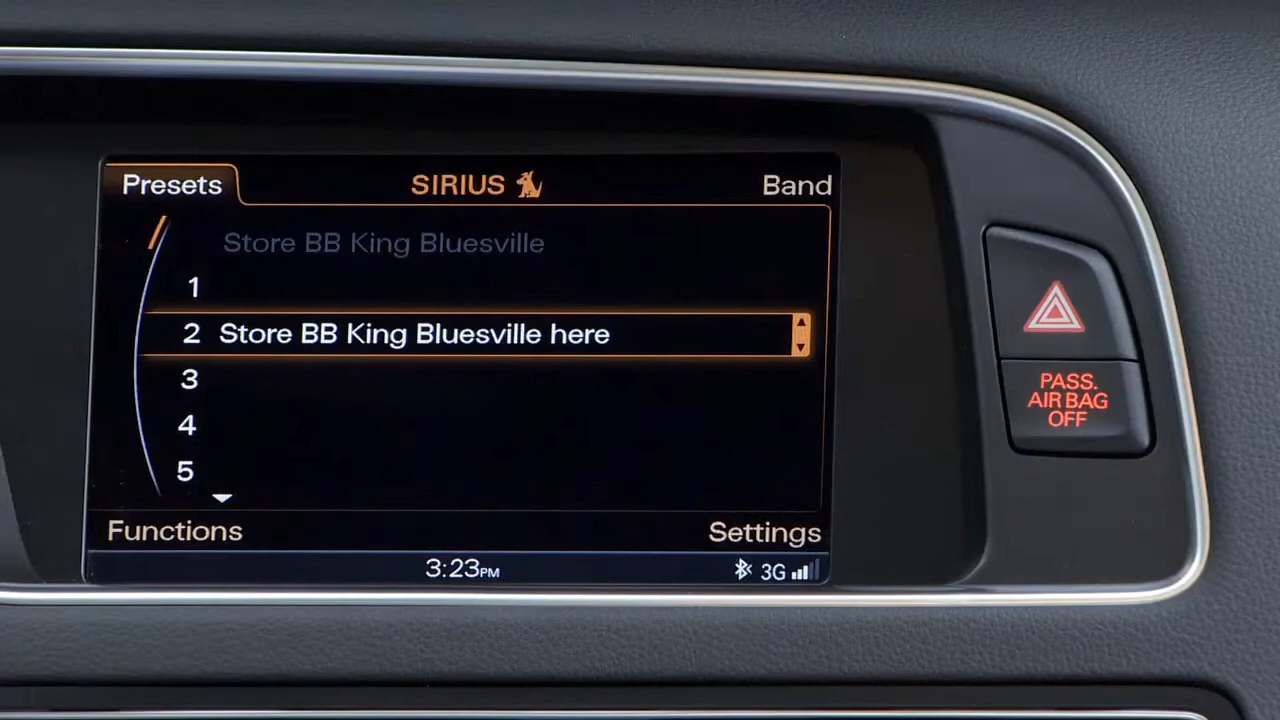 Presets SIRIUS Band
Store BB King Bluesville
1
2 Store BB King Bluesville here
3
4
5
Functions Settings
3:23PM 3G
PASS.
AIR BAG
OFF